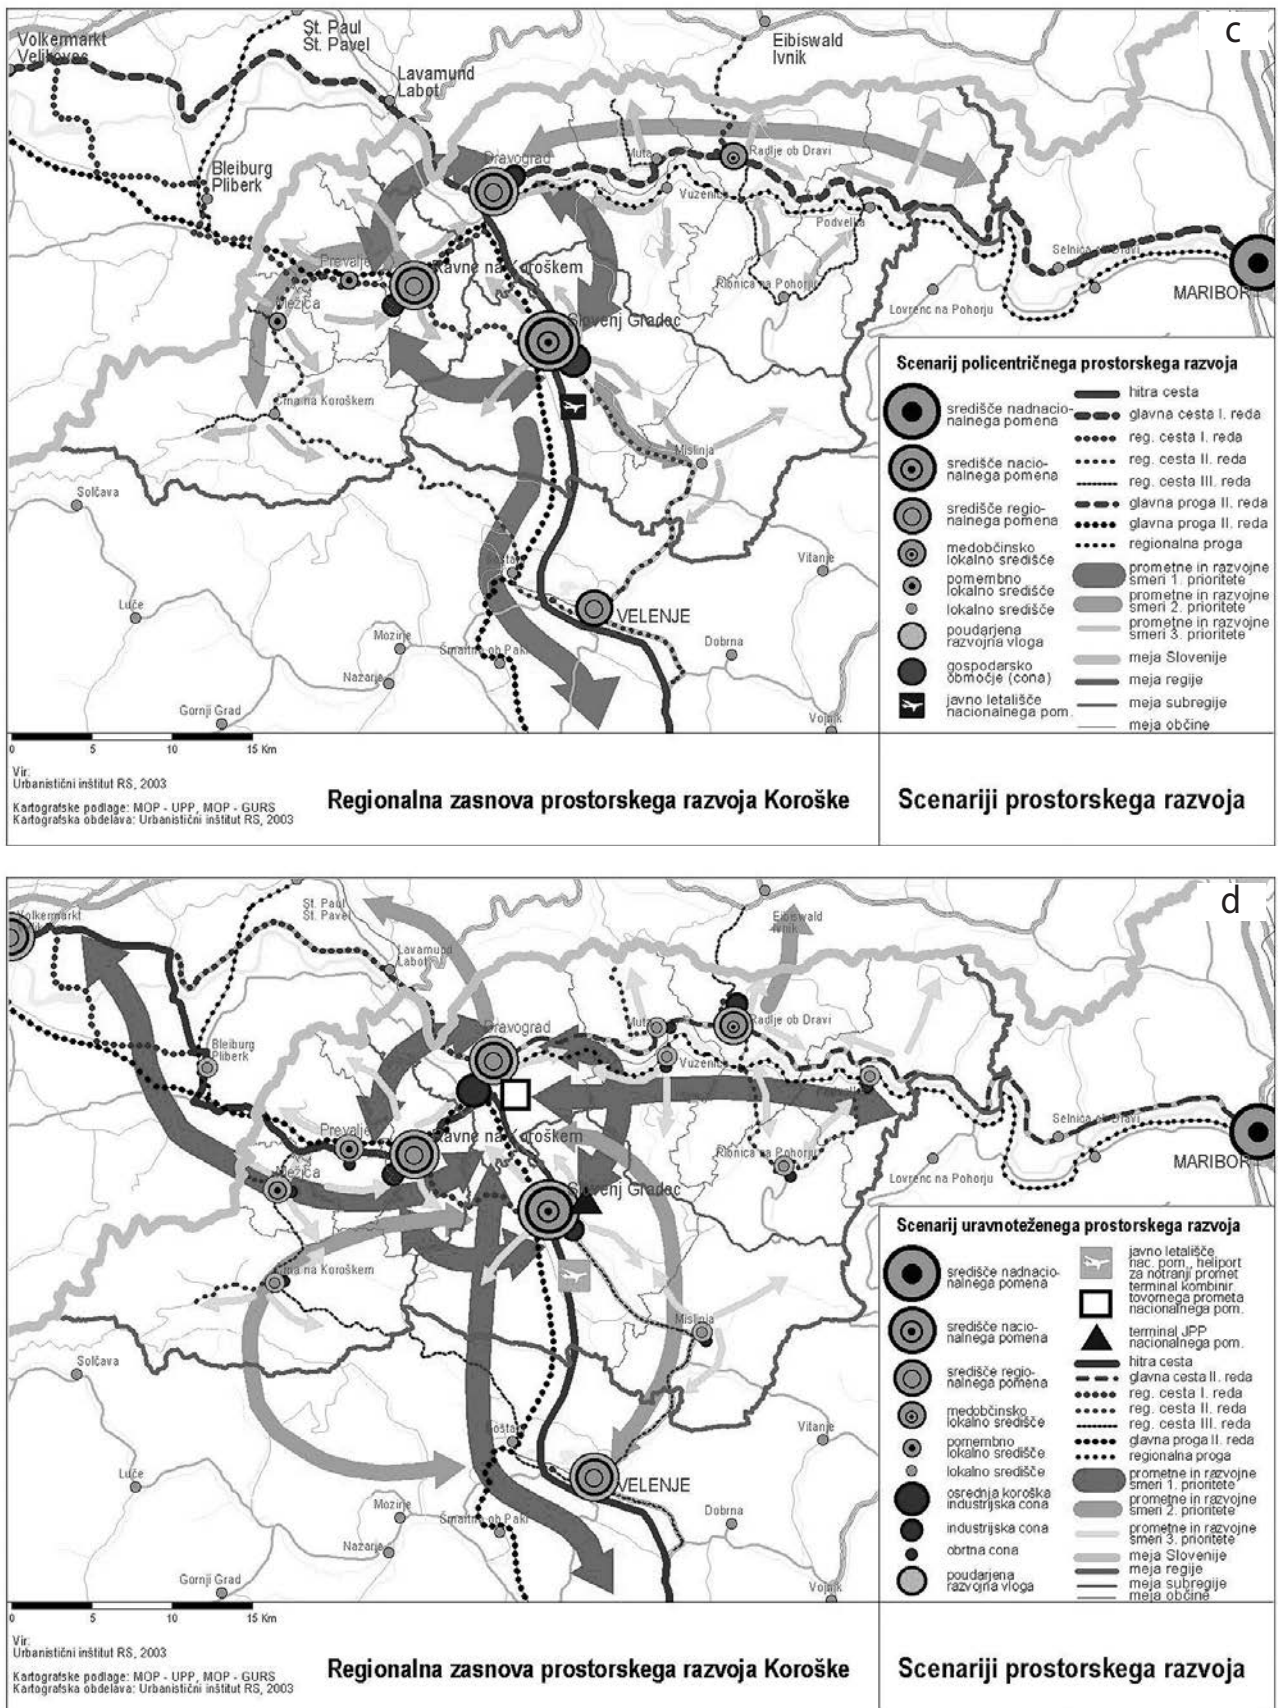 c
Volkermarkt
Velikovec
St. Paul
Št. Pavel
Eibiswald
Ivnik
Lavamund
Labot
Bleiburg
Pliberk
Dravograd
Muta
Radlje ob Dravi
Vuzenica
Podvelka
Prevalje
Ravne na Koroškem
Mežica
Slovenj Gradec
Ribnica na Pohorju
Selnica ob Dravi
MARIBOR
Lovrenc na Pohorju
Črna na Koroškem
Mislinja
Solčava
Šoštanj
Vitanje
Luče
VELENJE
Mozirje
Šmartno ob Paki
Dobrna
Nazarje
Gornji Grad
Vojnik
Scenarij policentričnega prostorskega razvoja
središče nadnacio-
nalnega pomena
središče nacio-
nalnega pomena
središče regio-
nalnega pomena
medobčinsko
lokalno središče
pomembno
lokalno središče
lokalno središče
poudarjena
razvojna vloga
gospodarsko
območje (cona)
javno letališče
nacionalnega pom.
hitra cesta
glavna cesta I. reda
reg. cesta I. reda
reg. cesta II. reda
reg. cesta III. reda
glavna proga II. reda
glavna proga II. reda
regionalna proga
prometne in razvojne
smeri 1. prioritete
prometne in razvojne
smeri 2. prioritete
prometne in razvojne
smeri 3. prioritete
meja Slovenije
meja regije
meja subregije
meja občine
0 5 10 15 Km
Vir:
Urbanistični inštitut RS, 2003
Kartografske podlage: MOP - UPP, MOP - GURS
Kartografska obdelava: Urbanistični inštitut RS, 2003
Regionalna zasnova prostorskega razvoja Koroške
Scenariji prostorskega razvoja
d
Volkermarkt
St. Paul
Št. Pavel
Eibiswald
Ivnik
Lavamund
Labot
Bleiburg
Pliberk
Dravograd
Muta
Radlje ob Dravi
Vuzenica
Podvelka
Prevalje
Ravne na Koroškem
Mežica
Slovenj Gradec
Ribnica na Pohorju
Selnica ob Dravi
MARIBOR
Lovrenc na Pohorju
Črna na Koroškem
Mislinja
Solčava
Šoštanj
Vitanje
Luče
VELENJE
Mozirje
Šmartno ob Paki
Dobrna
Nazarje
Gornji Grad
Vojnik
Scenarij uravnoteženega prostorskega razvoja
središče nadnacio-
nalnega pomena
središče nacio-
nalnega pomena
središče regio-
nalnega pomena
medobčinsko
lokalno središče
pomembno
lokalno središče
lokalno središče
osrednja koroška
industrijska cona
industrijska cona
obrtna cona
poudarjena
razvojna vloga
javno letališče
nac. pom., heliport
za notranji promet
terminal kombinir.
tovornega prometa
nacionalnega pom.
terminal JPP
nacionalnega pom.
hitra cesta
glavna cesta II. reda
reg. cesta I. reda
reg. cesta II. reda
reg. cesta III. reda
glavna proga II. reda
regionalna proga
prometne in razvojne
smeri 1. prioritete
prometne in razvojne
smeri 2. prioritete
prometne in razvojne
smeri 3. prioritete
meja Slovenije
meja regije
meja subregije
meja občine
0 5 10 15 Km
Vir:
Urbanistični inštitut RS, 2003
Kartografske podlage: MOP - UPP, MOP - GURS
Kartografska obdelava: Urbanistični inštitut RS, 2003
Regionalna zasnova prostorskega razvoja Koroške
Scenariji prostorskega razvoja